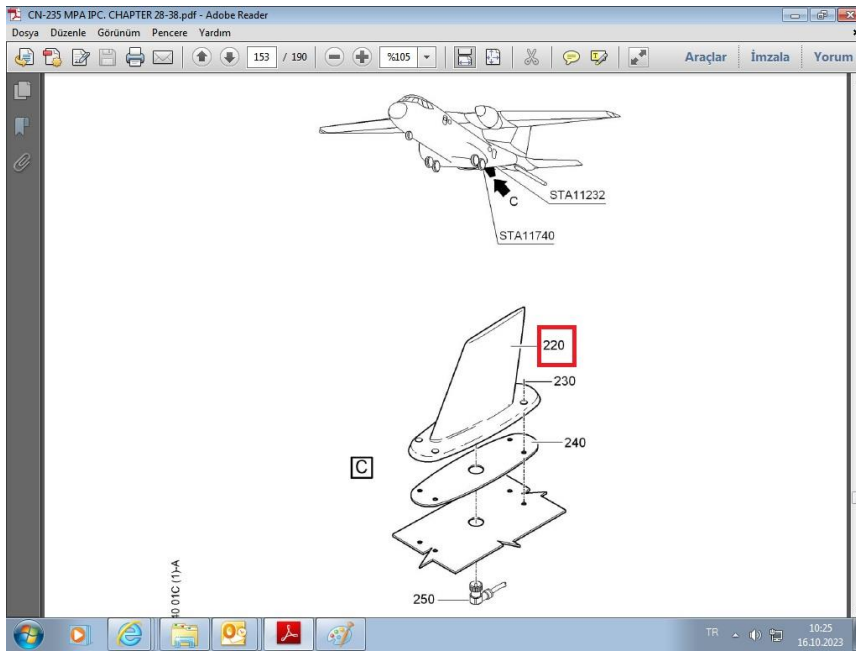 CN-235 MPA IPC. CHAPTER 28-38.pdf - Adobe Reader
Dosya Düzenle Görünüm Pencere Yardım
153 / 190 %105 Araçlar İmzala Yorum
C
STA11232
STA11740
220
230
240
C
250
40 01C (1)-A
TR 10:25
16.10.2023